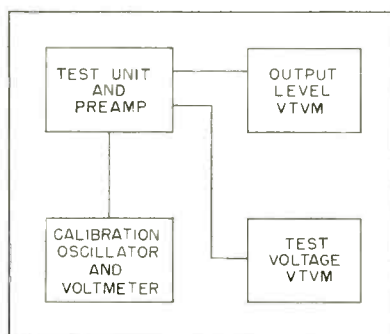 TEST UNIT
AND
PREAMP
OUTPUT
LEVEL
VTVM
CALIBRATION
OSCILLATOR
AND
VOLTMETER
TEST
VOLTAGE
VTVM